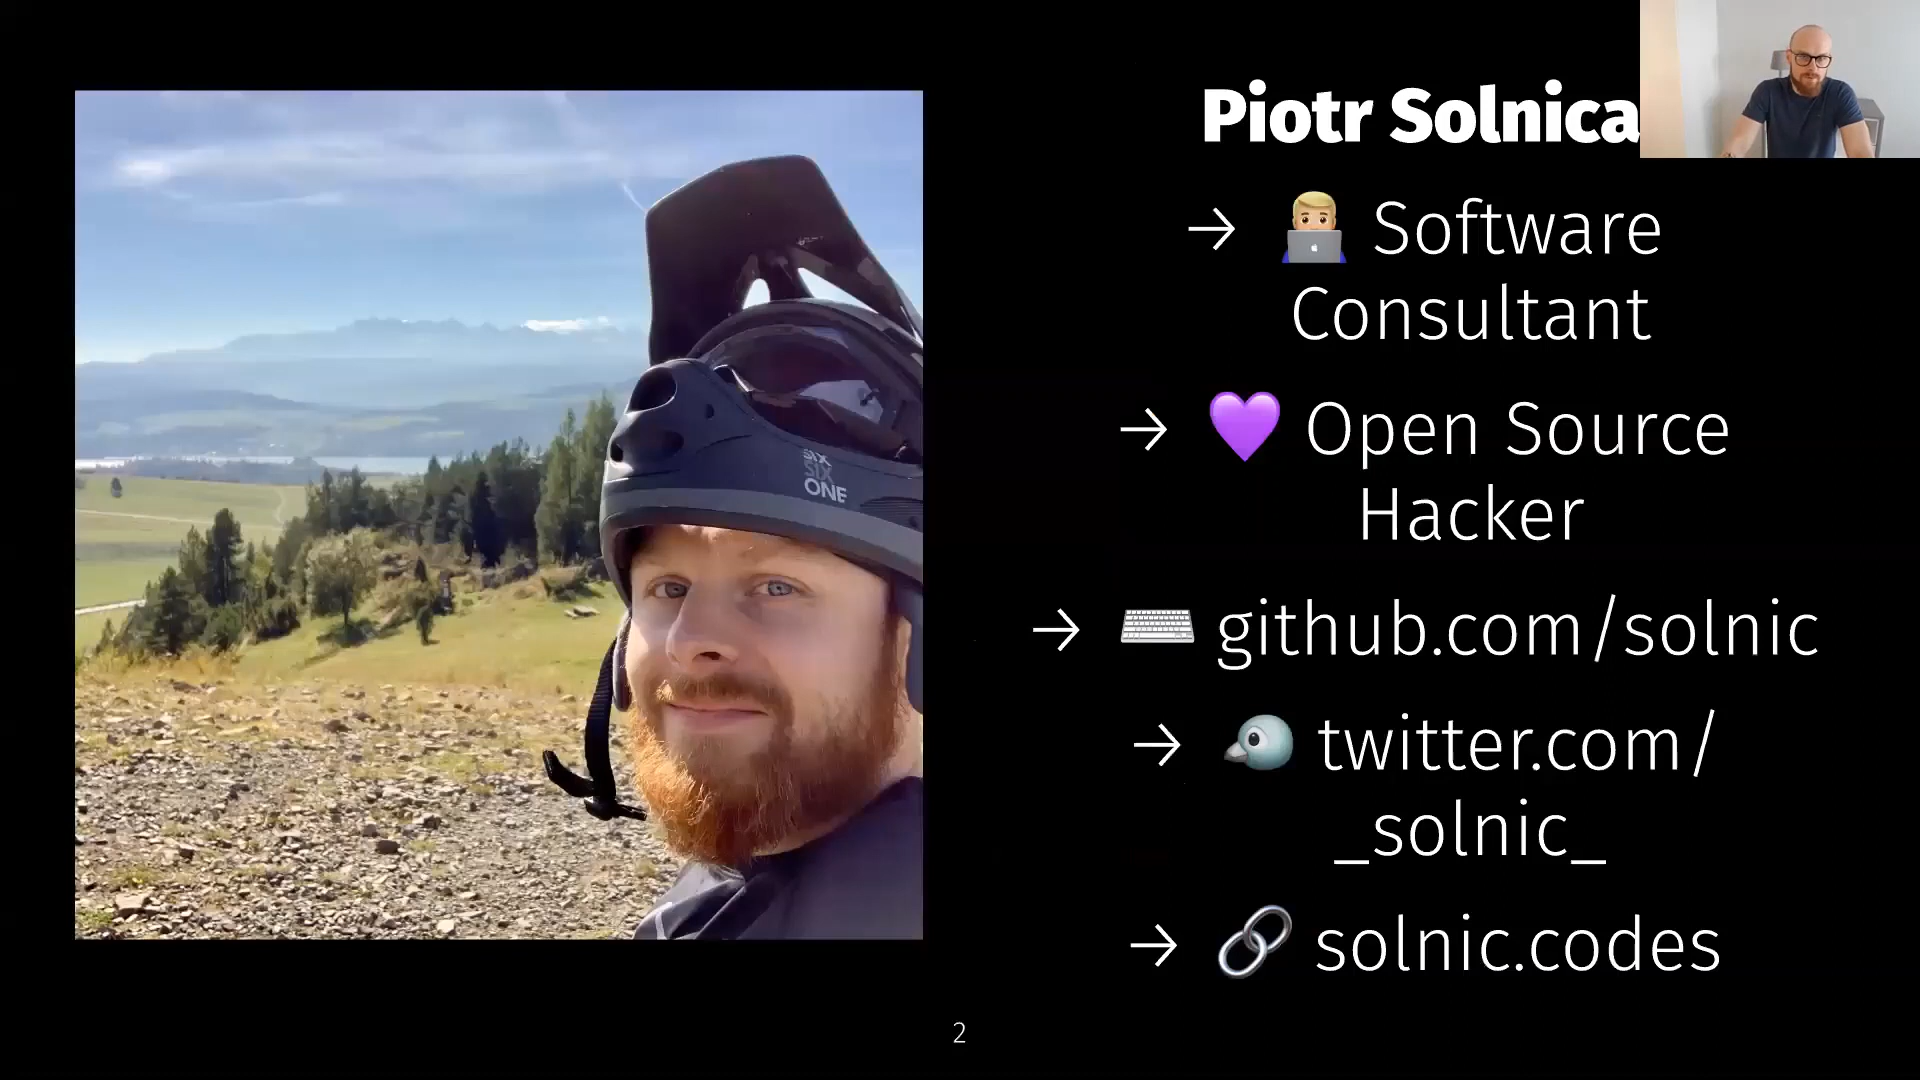 Piotr Solnica
→ 🧑🏼‍💻 Software
Consultant
→ 💜 Open Source
Hacker
→ ⌨️ github.com/solnic
→ 🐦 twitter.com/
_solnic_
→ 🔗 solnic.codes
SIX
SIX
ONE
2